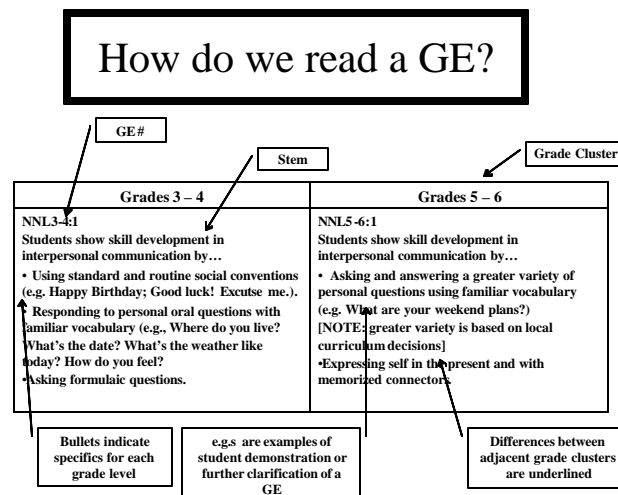 How do we read a GE?
GE#
Stem
Grade Cluster
Grades 3 – 4
NNL3-4:1
Students show skill development in
interpersonal communication by…
• Using standard and routine social conventions
(e.g. Happy Birthday; Good luck! Excutse me.).
• Responding to personal oral questions with
familiar vocabulary (e.g., Where do you live?
What's the date? What's the weather like
today? How do you feel?
•Asking formulaic questions.
Grades 5 – 6
NNL5-6:1
Students show skill development in
interpersonal communication by…
• Asking and answering a greater variety of
personal questions using familiar vocabulary
(e.g. What are your weekend plans?)
[NOTE: greater variety is based on local
curriculum decisions]
•Expressing self in the present and with
memorized connectors.
Bullets indicate
specifics for each
grade level
e.g.s are examples of
student demonstration or
further clarification of a
GE
Differences between
adjacent grade clusters
are underlined